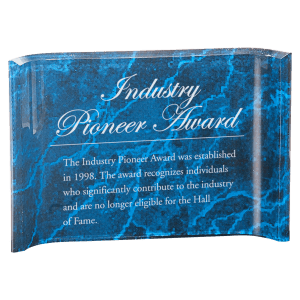 Industry
Pioneer Award
The Industry Pioneer Award was established
in 1998. The award recognizes individuals
who significantly contribute to the industry
and are no longer eligible for the Hall
of Fame.